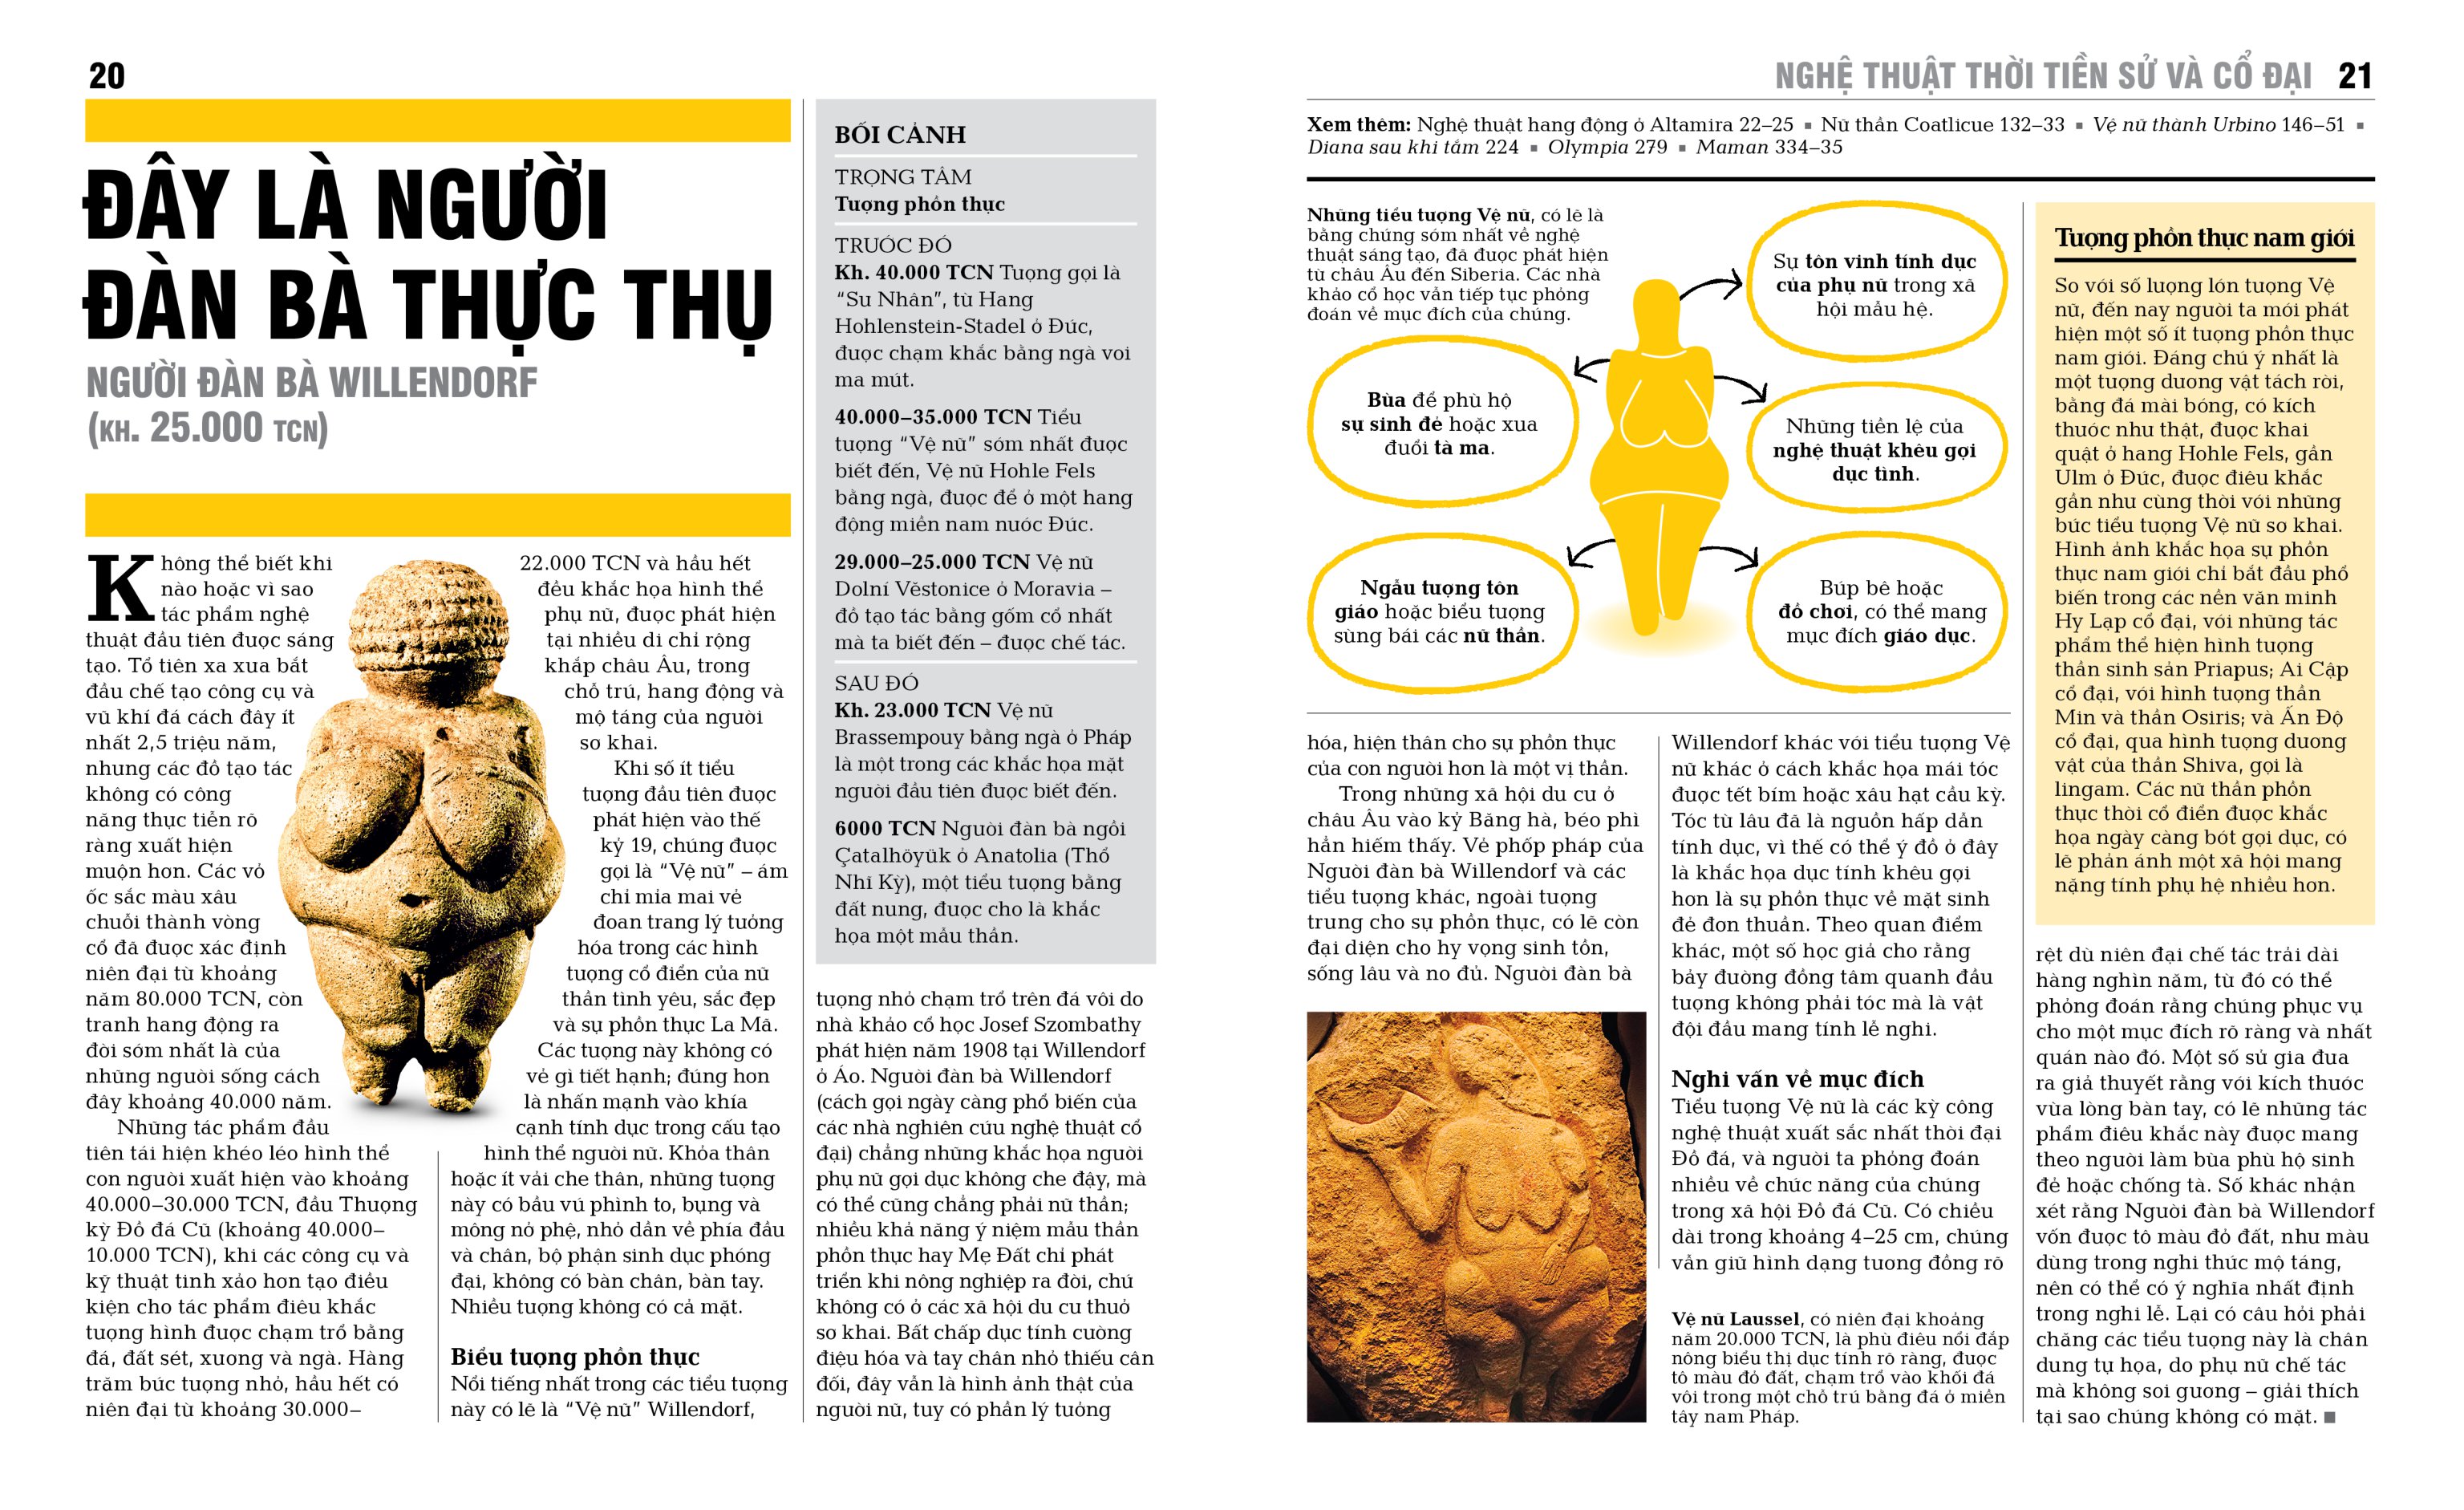 20
ĐÂY LÀ NGƯỜI
ĐÀN BÀ THỰC THỤ
NGƯỜI ĐÀN BÀ WILLENDORF
(KH. 25.000 TCN)
Không thể biết khi
nào hoặc vì sao
tác phẩm nghệ
thuật đầu tiên được sáng
tạo. Tổ tiên xa xưa bắt
đầu chế tạo công cụ và
vũ khí đá cách đây ít
nhất 2,5 triệu năm,
nhưng các đồ tạo tác
không có công
năng thực tiễn rõ
ràng xuất hiện
muộn hơn. Các vỏ
ốc sắc màu xâu
chuỗi thành vòng
cổ đã được xác định
niên đại từ khoảng
năm 80.000 TCN, còn
tranh hang động ra
đời sớm nhất là của
những người sống cách
đây khoảng 40.000 năm.
Những tác phẩm đầu
tiên tái hiện khéo léo hình thể
con người xuất hiện vào khoảng
40.000–30.000 TCN, đầu Thượng
kỳ Đồ đá Cũ (khoảng 40.000–
10.000 TCN), khi các công cụ và
kỹ thuật tinh xảo hơn tạo điều
kiện cho tác phẩm điêu khắc
tượng hình được chạm trổ bằng
đá, đất sét, xương và ngà. Hàng
trăm bức tượng nhỏ, hầu hết có
niên đại từ khoảng 30.000–
22.000 TCN và hầu hết
đều khắc họa hình thể
phụ nữ, được phát hiện
tại nhiều di chỉ rộng
khắp châu Âu, trong
chỗ trú, hang động và
mộ táng của người
sơ khai.
Khi số ít tiểu
tượng đầu tiên được
phát hiện vào thế
kỷ 19, chúng được
gọi là “Vệ nữ” – ám
chỉ mỉa mai vẻ
đoan trang lý tưởng
hóa trong các hình
tượng cổ điển của nữ
thần tình yêu, sắc đẹp
và sự phồn thực La Mã.
Các tượng này không có
vẻ gì tiết hạnh; đúng hơn
là nhấn mạnh vào khía
cạnh tính dục trong cấu tạo
hình thể người nữ. Khỏa thân
hoặc ít vải che thân, những tượng
này có bầu vú phình to, bụng và
mông nở phệ, nhỏ dần về phía đầu
và chân, bộ phận sinh dục phóng
đại, không có bàn chân, bàn tay.
Nhiều tượng không có cả mặt.
Biểu tượng phồn thực
Nổi tiếng nhất trong các tiểu tượng
này có lẽ là “Vệ nữ” Willendorf,
BỐI CẢNH
TRỌNG TÂM
Tượng phồn thực
TRƯỚC ĐÓ
Kh. 40.000 TCN Tượng gọi là
“Sư Nhân”, từ Hang
Hohlenstein-Stadel ở Đức,
được chạm khắc bằng ngà voi
ma mút.
40.000–35.000 TCN Tiểu
tượng “Vệ nữ” sớm nhất được
biết đến, Vệ nữ Hohle Fels
bằng ngà, được để ở một hang
động miền nam nước Đức.
29.000–25.000 TCN Vệ nữ
Dolní Věstonice ở Moravia –
đồ tạo tác bằng gốm cổ nhất
mà ta biết đến – được chế tác.
SAU ĐÓ
Kh. 23.000 TCN Vệ nữ
Brassempouy bằng ngà ở Pháp
là một trong các khắc họa mặt
người đầu tiên được biết đến.
6000 TCN Người đàn bà ngồi
Çatalhöyük ở Anatolia (Thổ
Nhĩ Kỳ), một tiểu tượng bằng
đất nung, được cho là khắc
họa một mẫu thần.
tượng nhỏ chạm trổ trên đá vôi do
nhà khảo cổ học Josef Szombathy
phát hiện năm 1908 tại Willendorf
ở Áo. Người đàn bà Willendorf
(cách gọi ngày càng phổ biến của
các nhà nghiên cứu nghệ thuật cổ
đại) chẳng những khắc họa người
phụ nữ gợi dục không che đậy, mà
có thể cũng chẳng phải nữ thần;
nhiều khả năng ý niệm mẫu thần
phồn thực hay Mẹ Đất chỉ phát
triển khi nông nghiệp ra đời, chứ
không có ở các xã hội du cư thuở
sơ khai. Bất chấp dục tính cường
điệu hóa và tay chân nhỏ thiếu cân
đối, đây vẫn là hình ảnh thật của
người nữ, tuy có phần lý tưởng
NGHỆ THUẬT THỜI TIỀN SỬ VÀ CỔ ĐẠI 21
Xem thêm: Nghệ thuật hang động ở Altamira 22–25 ▪ Nữ thần Coatlicue 132–33 ▪ Vệ nữ thành Urbino 146–51 ▪
Diana sau khi tắm 224 ▪ Olympia 279 ▪ Maman 334–35
Những tiểu tượng Vệ nữ, có lẽ là
bằng chứng sớm nhất về nghệ
thuật sáng tạo, đã được phát hiện
từ châu Âu đến Siberia. Các nhà
khảo cổ học vẫn tiếp tục phỏng
đoán về mục đích của chúng.
Sự tôn vinh tính dục
của phụ nữ trong xã
hội mẫu hệ.
Bùa để phù hộ
sự sinh đẻ hoặc xua
đuổi tà ma.
Những tiền lệ của
nghệ thuật khêu gợi
dục tình.
Ngẫu tượng tôn
giáo hoặc biểu tượng
sùng bái các nữ thần.
Búp bê hoặc
đồ chơi, có thể mang
mục đích giáo dục.
hóa, hiện thân cho sự phồn thực
của con người hơn là một vị thần.
Trong những xã hội du cư ở
châu Âu vào kỷ Băng hà, béo phì
hẳn hiếm thấy. Vẻ phốp pháp của
Người đàn bà Willendorf và các
tiểu tượng khác, ngoài tượng
trưng cho sự phồn thực, có lẽ còn
đại diện cho hy vọng sinh tồn,
sống lâu và no đủ. Người đàn bà
Willendorf khác với tiểu tượng Vệ
nữ khác ở cách khắc họa mái tóc
được tết bím hoặc xâu hạt cầu kỳ.
Tóc từ lâu đã là nguồn hấp dẫn
tính dục, vì thế có thể ý đồ ở đây
là khắc họa dục tính khêu gợi
hơn là sự phồn thực về mặt sinh
đẻ đơn thuần. Theo quan điểm
khác, một số học giả cho rằng
bảy đường đồng tâm quanh đầu
tượng không phải tóc mà là vật
đội đầu mang tính lễ nghi.
Nghi vấn về mục đích
Tiểu tượng Vệ nữ là các kỳ công
nghệ thuật xuất sắc nhất thời đại
Đồ đá, và người ta phỏng đoán
nhiều về chức năng của chúng
trong xã hội Đồ đá Cũ. Có chiều
dài trong khoảng 4–25 cm, chúng
vẫn giữ hình dạng tương đồng rõ
Vệ nữ Laussel, có niên đại khoảng
năm 20.000 TCN, là phù điêu nổi đắp
nông biểu thị dục tính rõ ràng, được
tô màu đỏ đất, chạm trổ vào khối đá
vôi trong một chỗ trú bằng đá ở miền
tây nam Pháp.
Tượng phồn thực nam giới
So với số lượng lớn tượng Vệ
nữ, đến nay người ta mới phát
hiện một số ít tượng phồn thực
nam giới. Đáng chú ý nhất là
một tượng dương vật tách rời,
bằng đá mài bóng, có kích
thước như thật, được khai
quật ở hang Hohle Fels, gần
Ulm ở Đức, được điêu khắc
gần như cùng thời với những
bức tiểu tượng Vệ nữ sơ khai.
Hình ảnh khắc họa sự phồn
thực nam giới chỉ bắt đầu phổ
biến trong các nền văn minh
Hy Lạp cổ đại, với những tác
phẩm thể hiện hình tượng
thần sinh sản Priapus; Ai Cập
cổ đại, với hình tượng thần
Min và thần Osiris; và Ấn Độ
cổ đại, qua hình tượng dương
vật của thần Shiva, gọi là
lingam. Các nữ thần phồn
thực thời cổ điển được khắc
họa ngày càng bớt gợi dục, có
lẽ phản ánh một xã hội mang
nặng tính phụ hệ nhiều hơn.
rệt dù niên đại chế tác trải dài
hàng nghìn năm, từ đó có thể
phỏng đoán rằng chúng phục vụ
cho một mục đích rõ ràng và nhất
quán nào đó. Một số sử gia đưa
ra giả thuyết rằng với kích thước
vừa lòng bàn tay, có lẽ những tác
phẩm điêu khắc này được mang
theo người làm bùa phù hộ sinh
đẻ hoặc chống tà. Số khác nhận
xét rằng Người đàn bà Willendorf
vốn được tô màu đỏ đất, như màu
dùng trong nghi thức mộ táng,
nên có thể có ý nghĩa nhất định
trong nghi lễ. Lại có câu hỏi phải
chăng các tiểu tượng này là chân
dung tự họa, do phụ nữ chế tác
mà không soi gương – giải thích
tại sao chúng không có mặt. ■